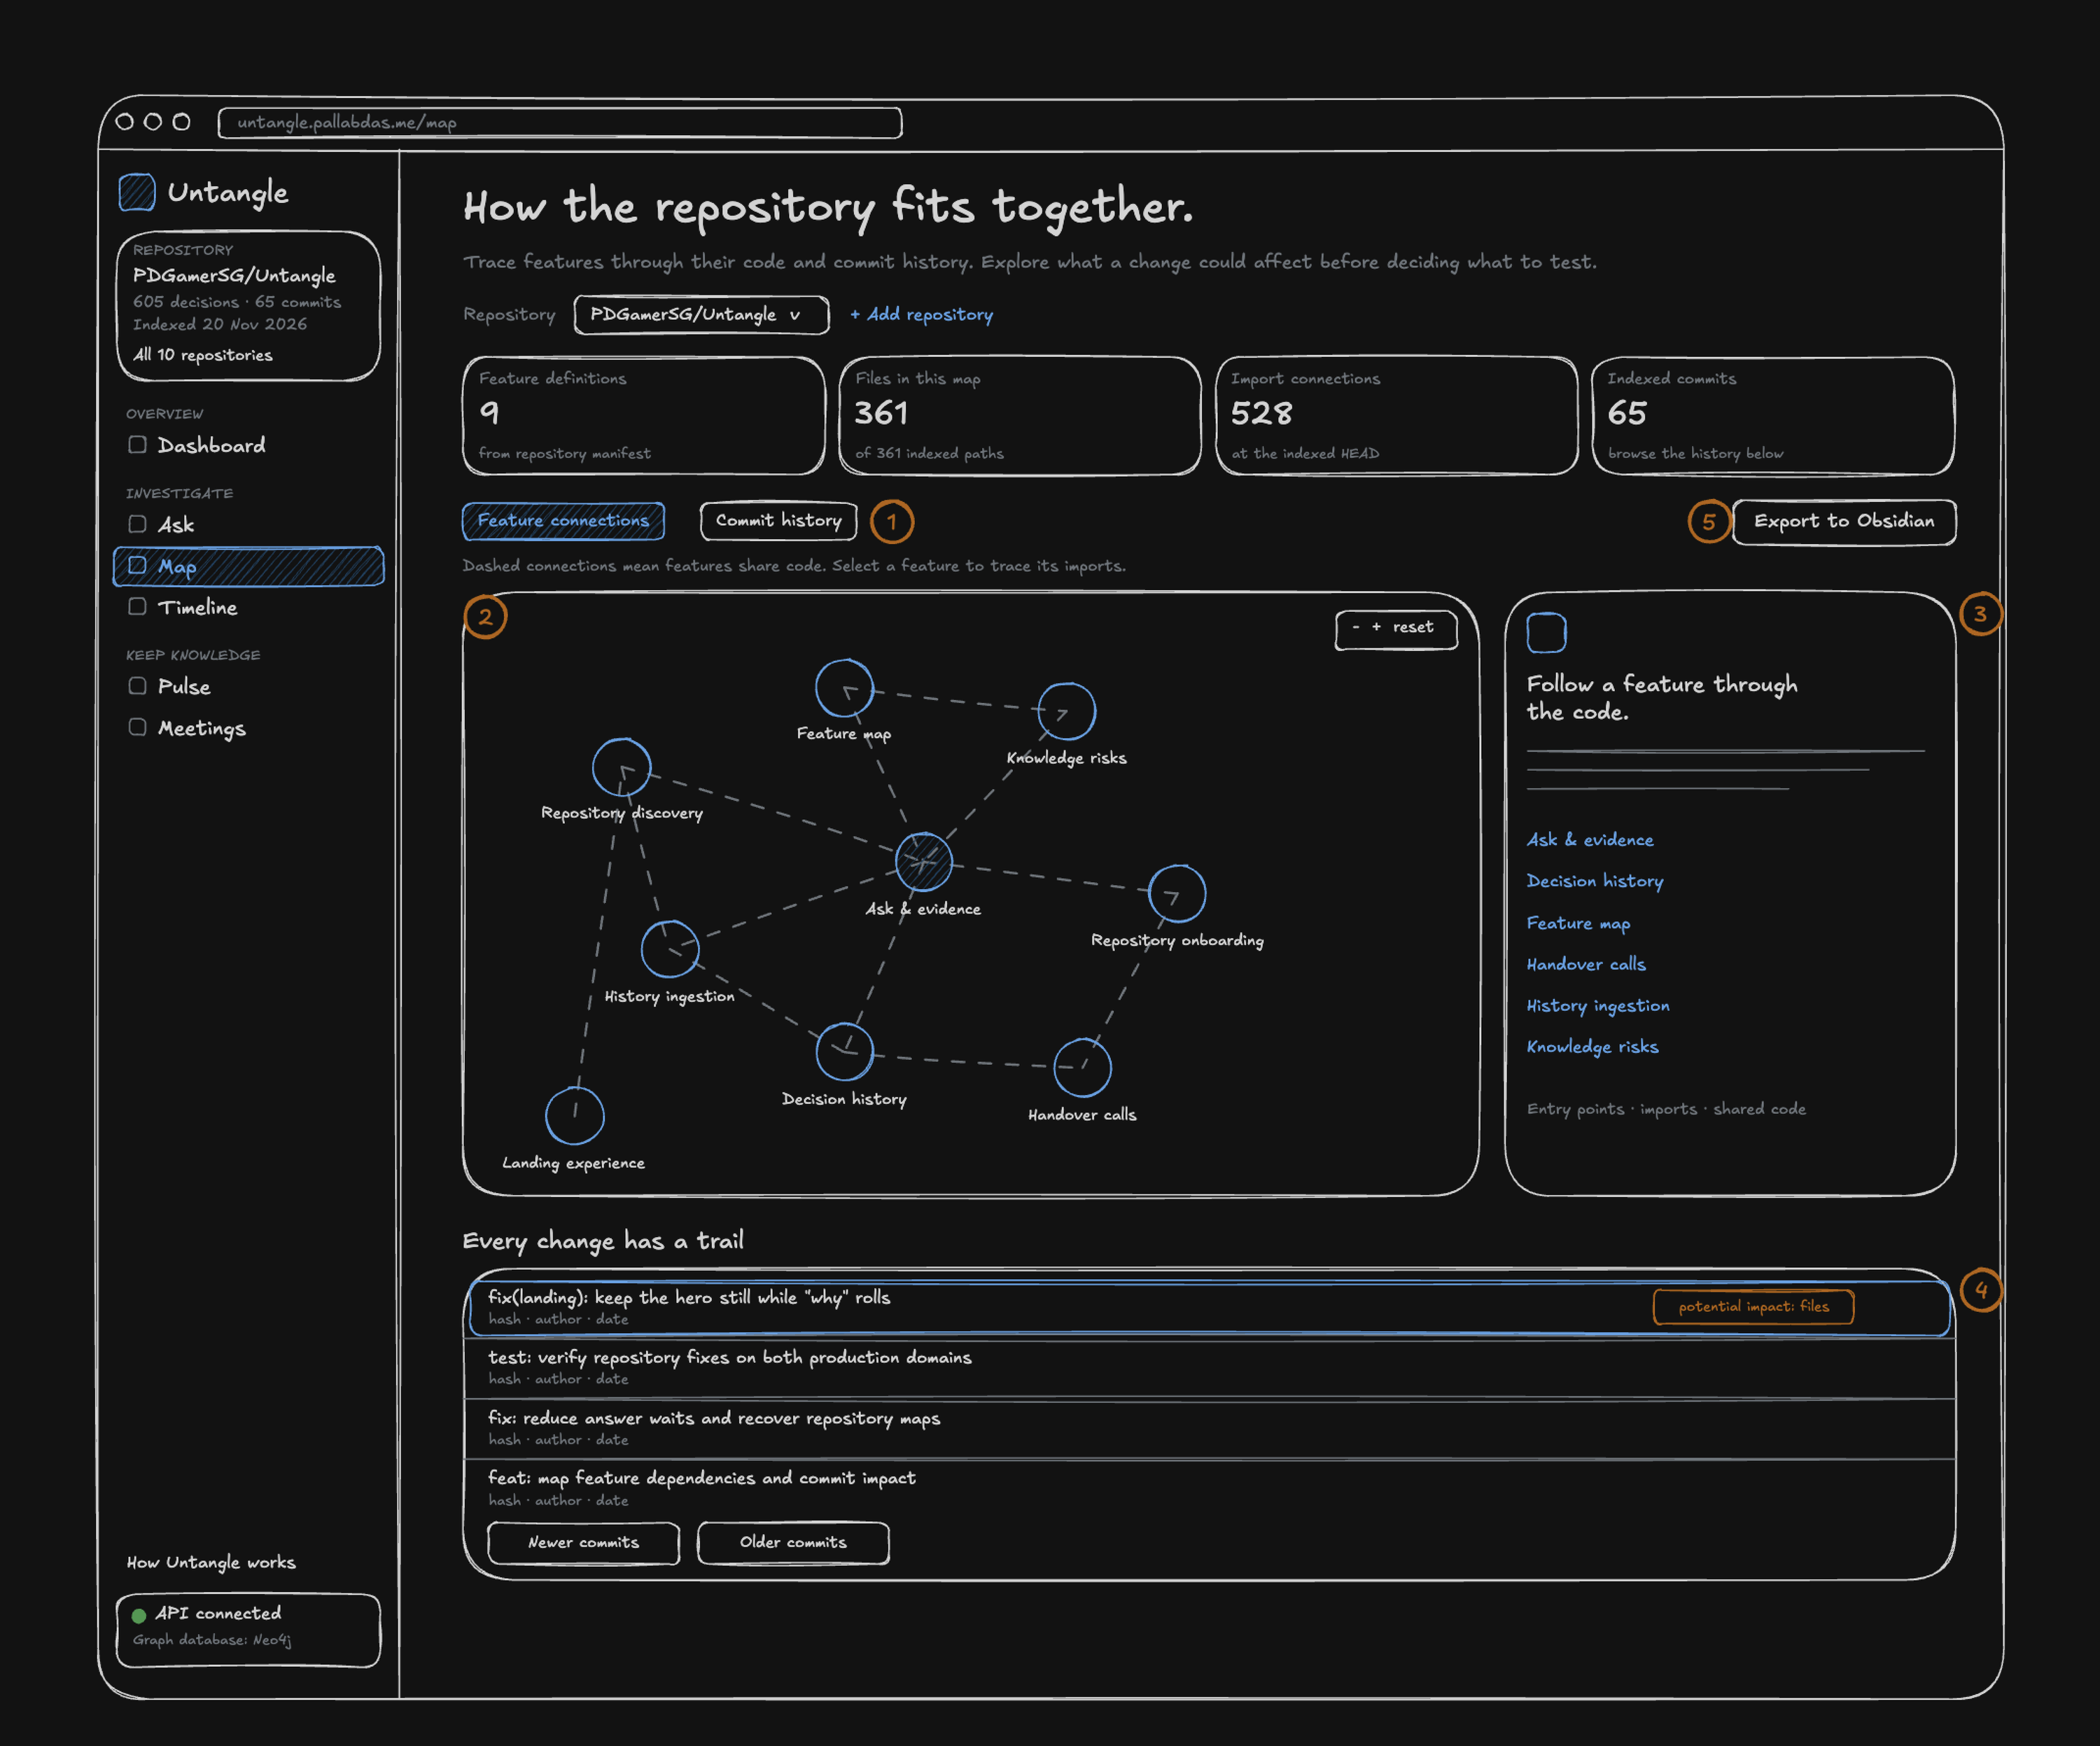 untangle.pallabdas.me/map
Untangle
REPOSITORY
PDGamerSG/Untangle
605 decisions · 65 commits
Indexed 20 Nov 2026
All 10 repositories
OVERVIEW
Dashboard
INVESTIGATE
Ask
Map
Timeline
KEEP KNOWLEDGE
Pulse
Meetings
How Untangle works
API connected
Graph database: Neo4j
How the repository fits together.
Trace features through their code and commit history. Explore what a change could affect before deciding what to test.
Repository PDGamerSG/Untangle v + Add repository
Feature definitions
9
from repository manifest
Files in this map
361
of 361 indexed paths
Import connections
528
at the indexed HEAD
Indexed commits
65
browse the history below
Feature connections Commit history 1 5 Export to Obsidian
Dashed connections mean features share code. Select a feature to trace its imports.
2
- + reset
Feature map
Knowledge risks
Repository discovery
Ask & evidence
Repository onboarding
History ingestion
Decision history
Handover calls
Landing experience
3
Follow a feature through
the code.
Ask & evidence
Decision history
Feature map
Handover calls
History ingestion
Knowledge risks
Entry points · imports · shared code
Every change has a trail
4
fix(landing): keep the hero still while "why" rolls
hash · author · date
potential impact: files
test: verify repository fixes on both production domains
hash · author · date
fix: reduce answer waits and recover repository maps
hash · author · date
feat: map feature dependencies and commit impact
hash · author · date
Newer commits Older commits